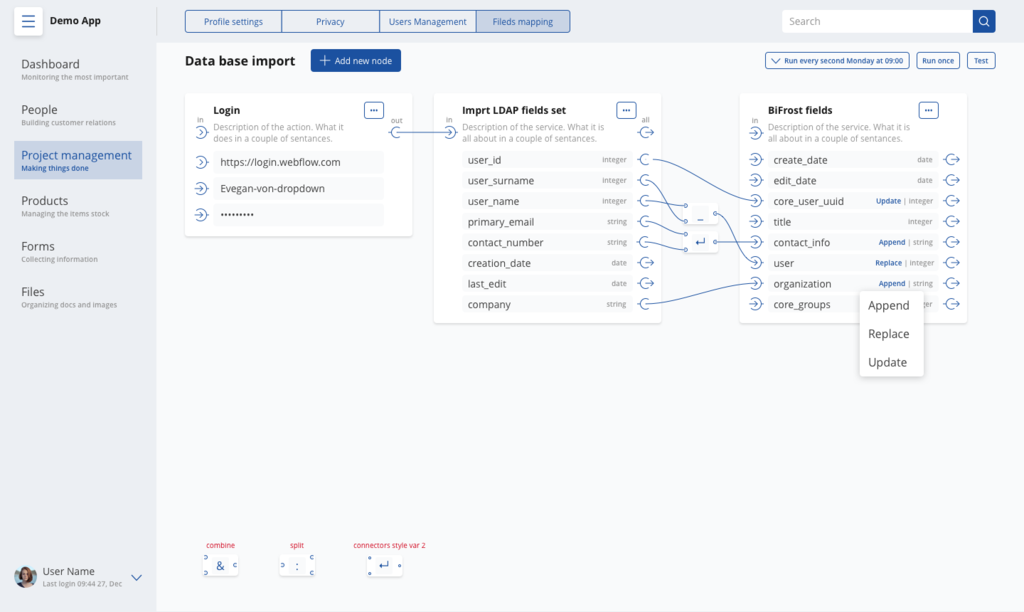 Demo App
Profile settings
Privacy
Users Management
Fileds mapping
Search
Dashboard
Monitoring the most important
People
Building customer relations
Project management
Making things done
Products
Managing the items stock
Forms
Collecting information
Files
Organizing docs and images
User Name
Last login 09:44 27, Dec
Data base import
+ Add new node
Run every second Monday at 09:00
Run once
Test
Login
...
in
out
Description of the action. What it
does in a couple of sentances.
https://login.webflow.com
Evegan-von-dropdown
•••••••••
Imprt LDAP fields set
...
in
all
Description of the service. What it is
all about in a couple of sentances.
user_id integer
user_surname integer
user_name integer
primary_email string
contact_number string
creation_date date
last_edit date
company string
_
↵
BiFrost fields
...
in
Description of the service. What it is
all about in a couple of sentances.
create_date date
edit_date date
core_user_uuid Update | integer
title integer
contact_info Append | string
user Replace | integer
organization Append | string
core_groups
Append
Replace
Update
combine
&
split
:
connectors style var 2
↵